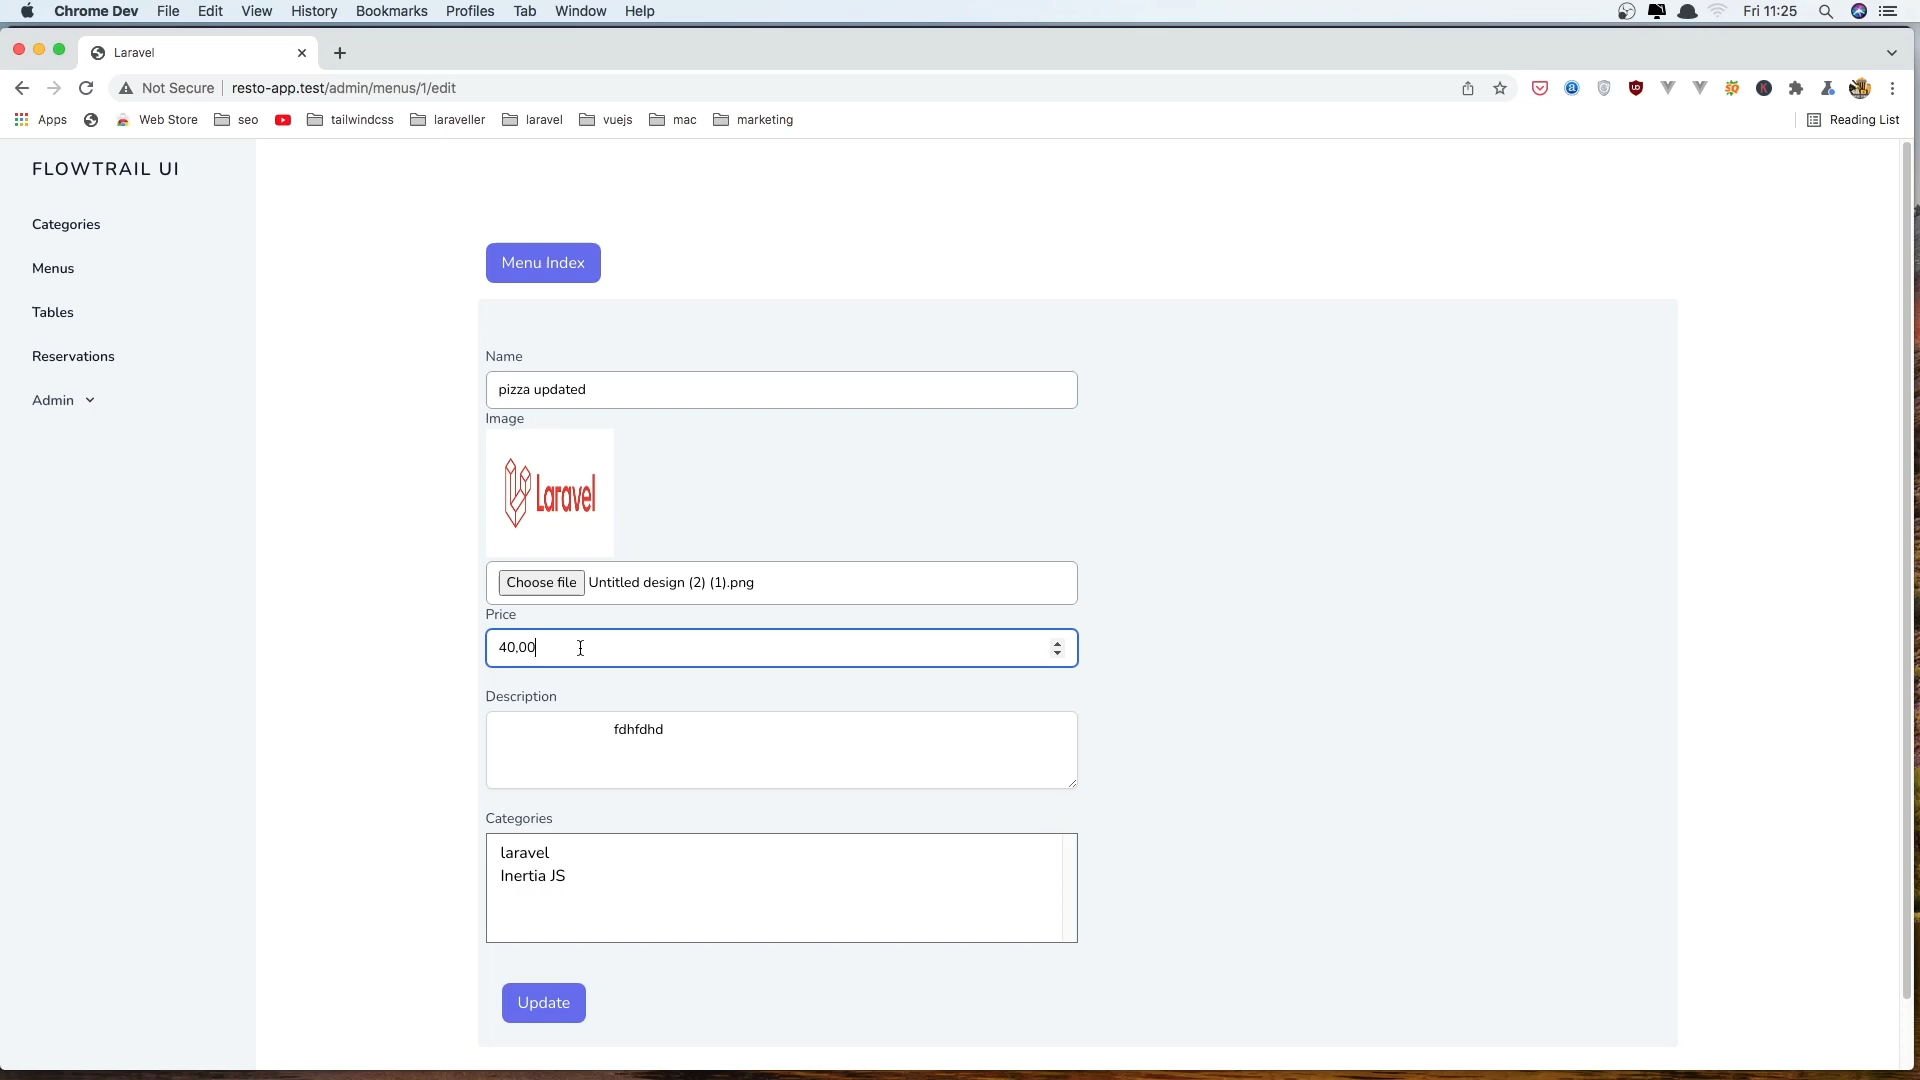 Chrome Dev File Edit View History Bookmarks Profiles Tab Window Help Fri 11:25
Laravel
Not Secure resto-app.test/admin/menus/1/edit
Apps Web Store seo tailwindcss laraveller laravel vuejs mac marketing Reading List
FLOWTRAIL UI
Categories
Menus
Tables
Reservations
Admin
Menu Index
Name
pizza updated
Image
Laravel
Choose file Untitled design (2) (1).png
Price
40,00
Description
fdhfdhd
Categories
laravel
Inertia JS
Update